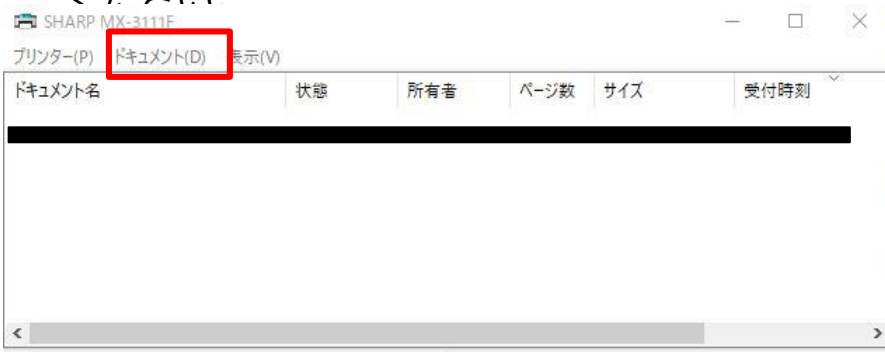 SHARP MX-3111F
プリンター(P) ドキュメント(D) 表示(V)
ドキュメント名 状態 所有者 ページ数 サイズ 受付時刻